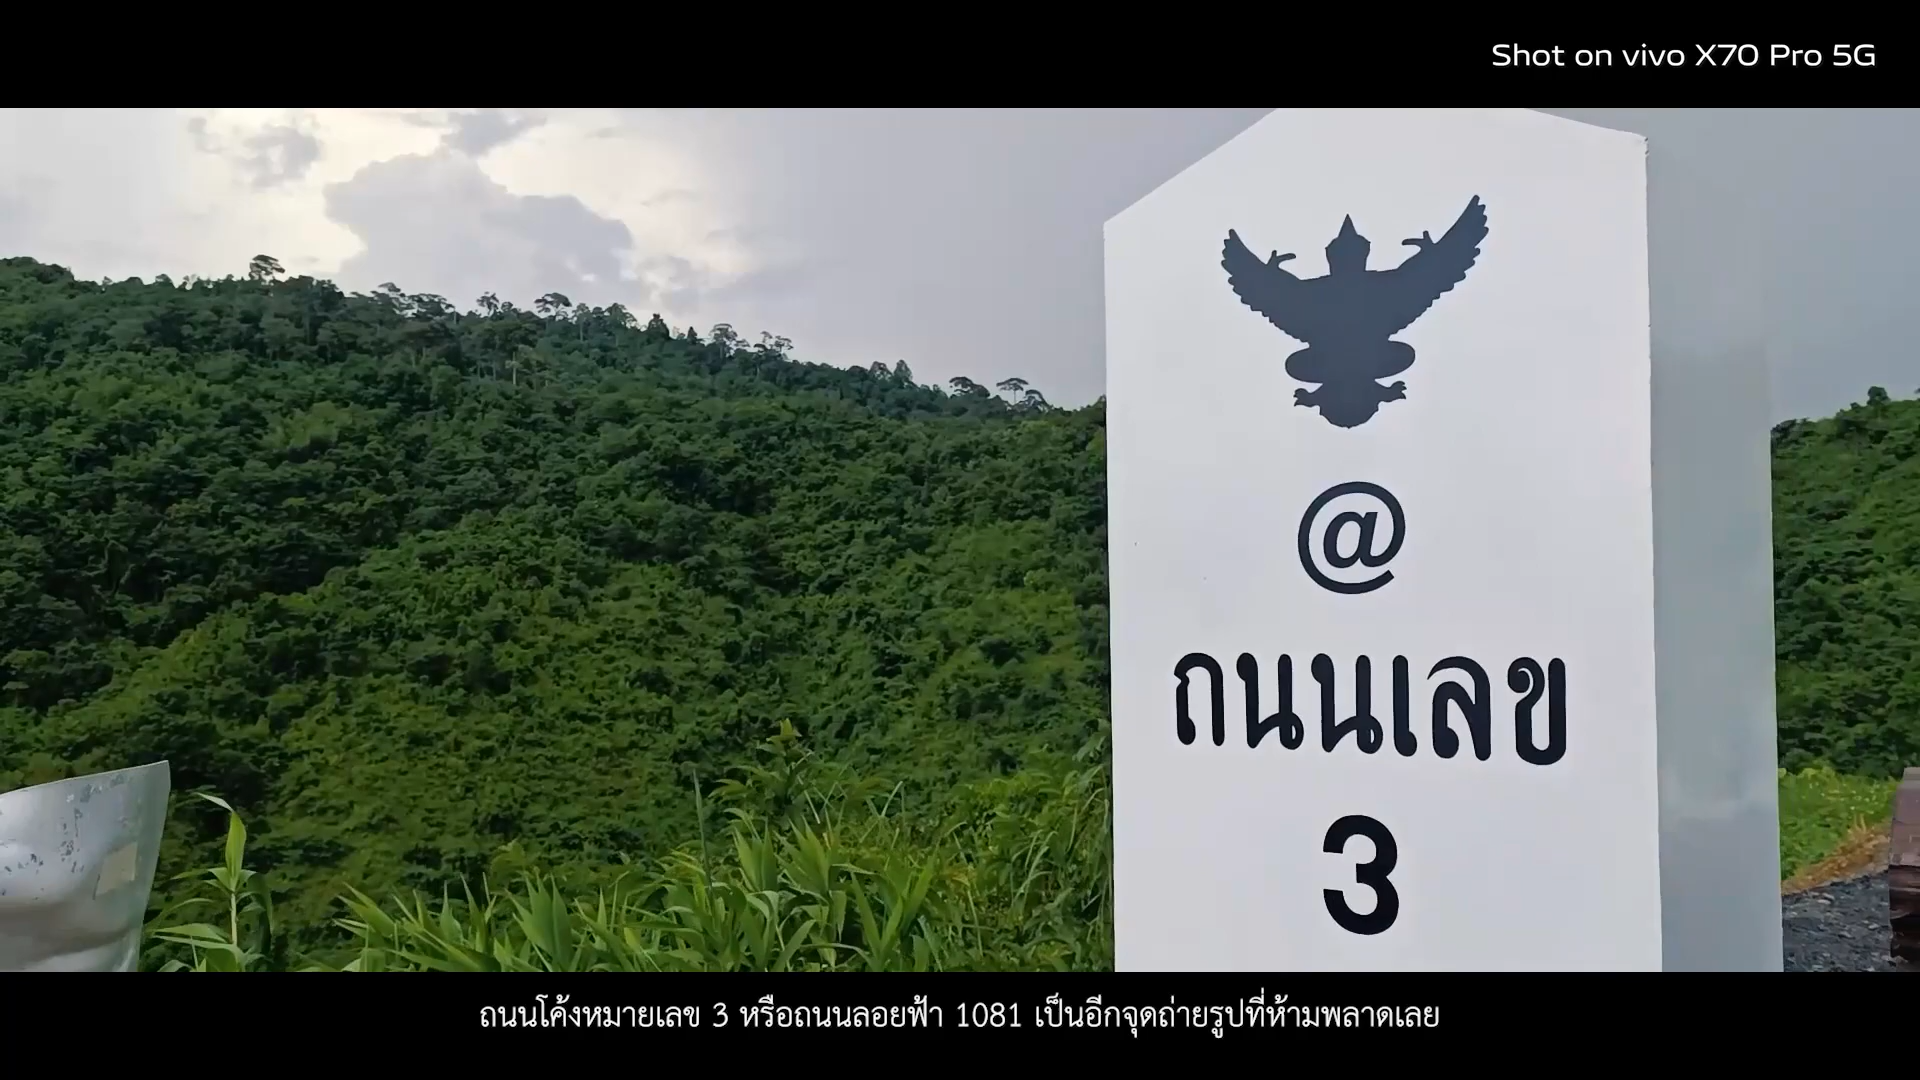 Shot on vivo X70 Pro 5G
@
ถนนเลข
3
ถนนโค้งหมายเลข 3 หรือถนนลอยฟ้า 1081 เป็นอีกจุดถ่ายรูปที่ห้ามพลาดเลย